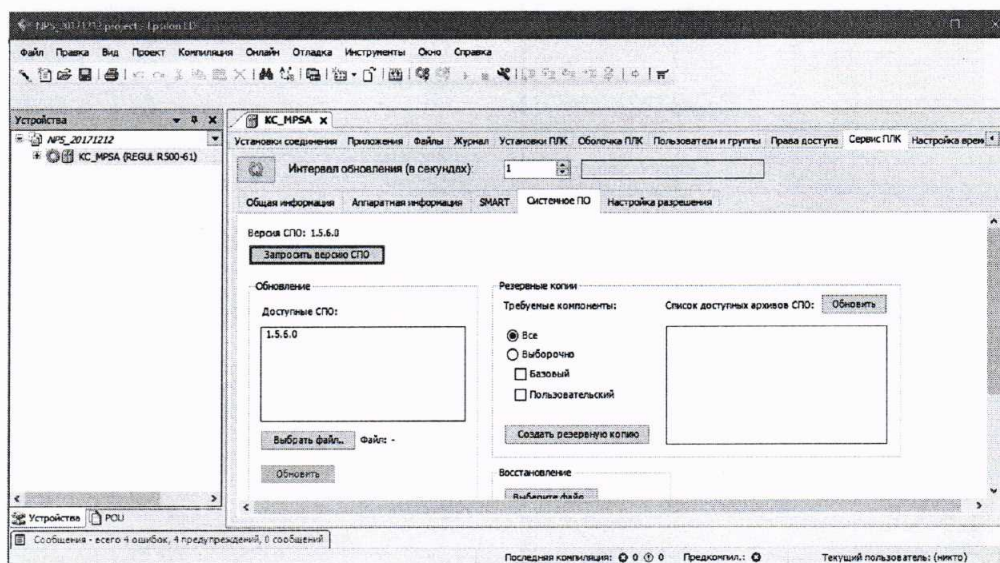 NPS_20171212.project - Epsilon LD
Файл Правка Вид Проект Компиляция Онлайн Отладка Инструменты Окно Справка
Устройства
NPS_20171212
KC_MPSA (REGUL R500-61)
KC_MPSA
Установки соединения Приложения Файлы Журнал Установки ПЛК Оболочка ПЛК Пользователи и группы Права доступа Сервис ПЛК Настройка врем
Интервал обновления (в секундах): 1
Общая информация Аппаратная информация SMART Системное ПО Настройка разрешения
Версия СПО: 1.5.6.0
Запросить версию СПО
Обновление
Доступные СПО:
1.5.6.0
Выбрать файл.. Файл: -
Обновить
Резервные копии
Требуемые компоненты:
Все
Выборочно
Базовый
Пользовательский
Создать резервную копию
Список доступных архивов СПО: Обновить
Восстановление
Выберите файл
Устройства POU
Сообщения - всего 4 ошибок, 4 предупреждений, 0 сообщений
Последняя компиляция: 0 0 Предкомпил.: Текущий пользователь: (никто)